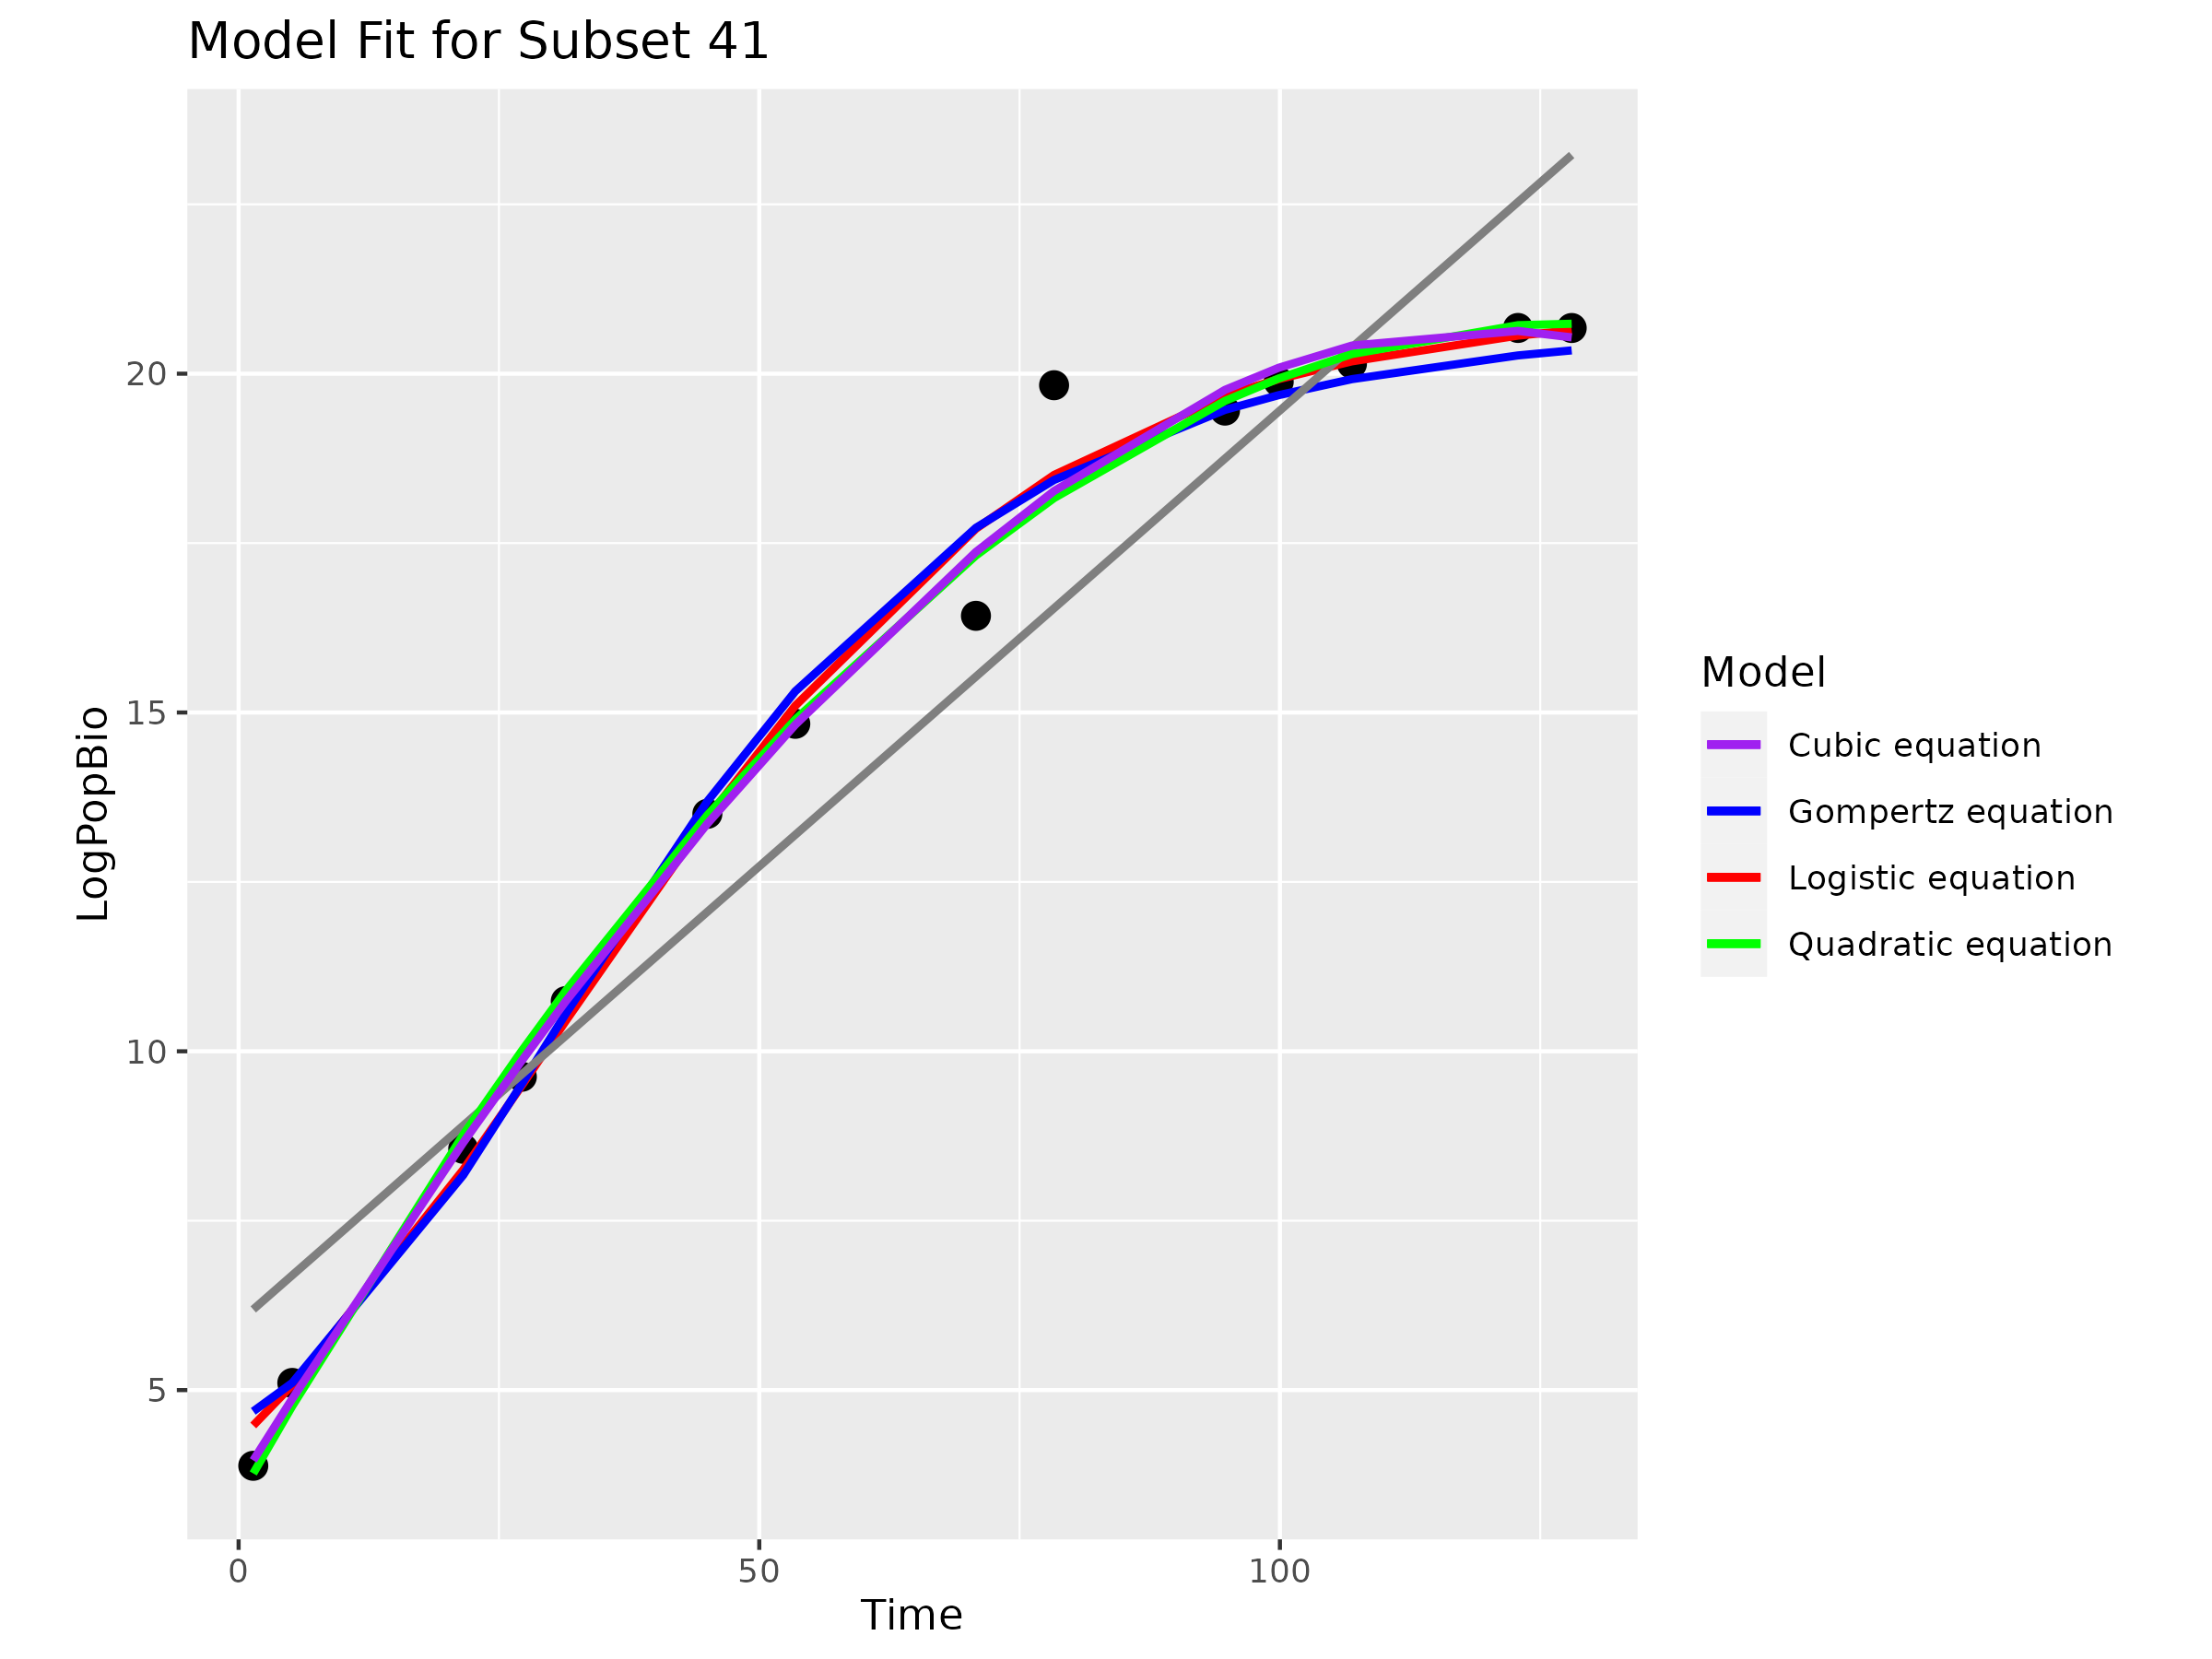 Model Fit for Subset 41
LogPopBio
20
15
10
5
0
50
100
Time
Model
Cubic equation
Gompertz equation
Logistic equation
Quadratic equation